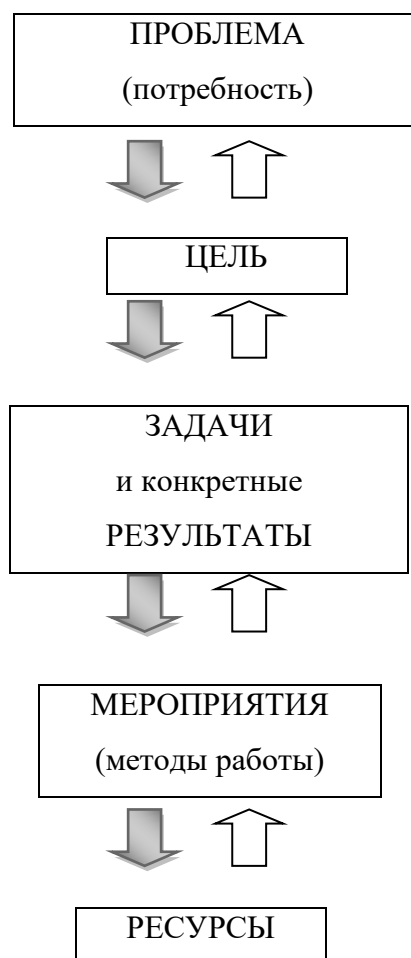 ПРОБЛЕМА
(потребность)
ЦЕЛЬ
ЗАДАЧИ
и конкретные
РЕЗУЛЬТАТЫ
МЕРОПРИЯТИЯ
(методы работы)
РЕСУРСЫ